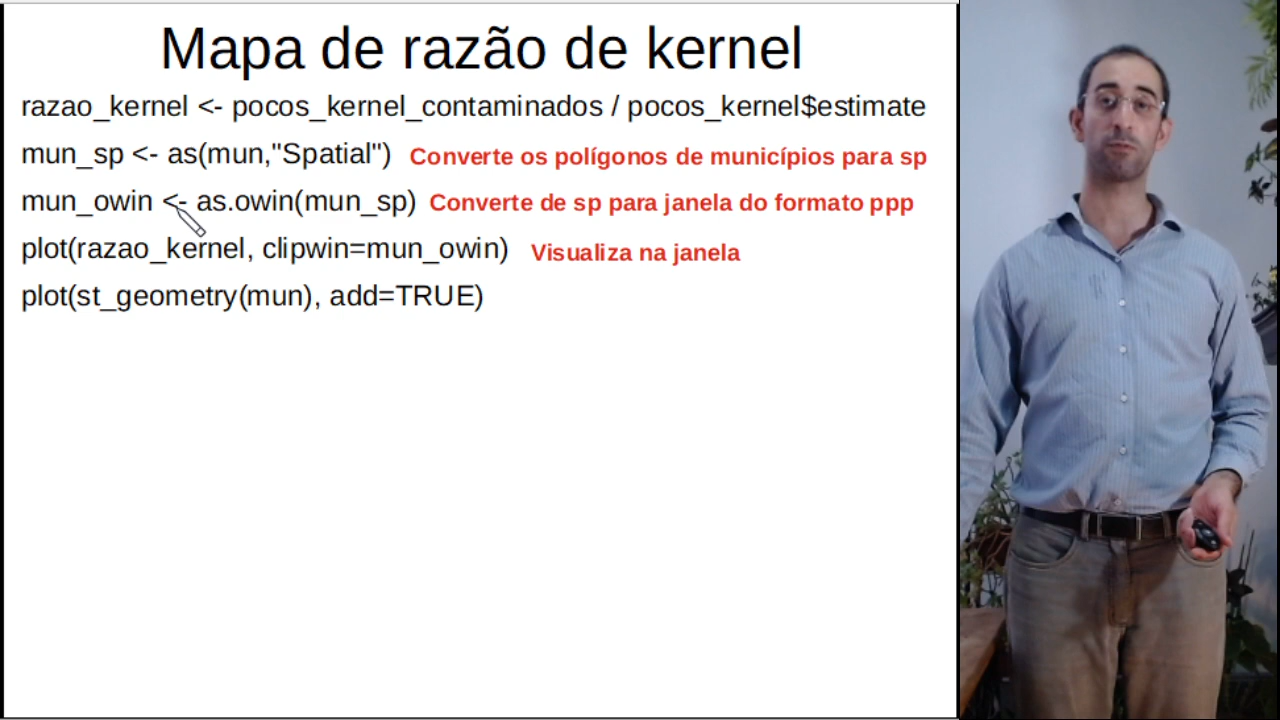 Mapa de razão de kernel
razao_kernel <- pocos_kernel_contaminados / pocos_kernel$estimate
mun_sp <- as(mun,"Spatial") Converte os polígonos de municípios para sp
mun_owin <- as.owin(mun_sp) Converte de sp para janela do formato ppp
plot(razao_kernel, clipwin=mun_owin) Visualiza na janela
plot(st_geometry(mun), add=TRUE)